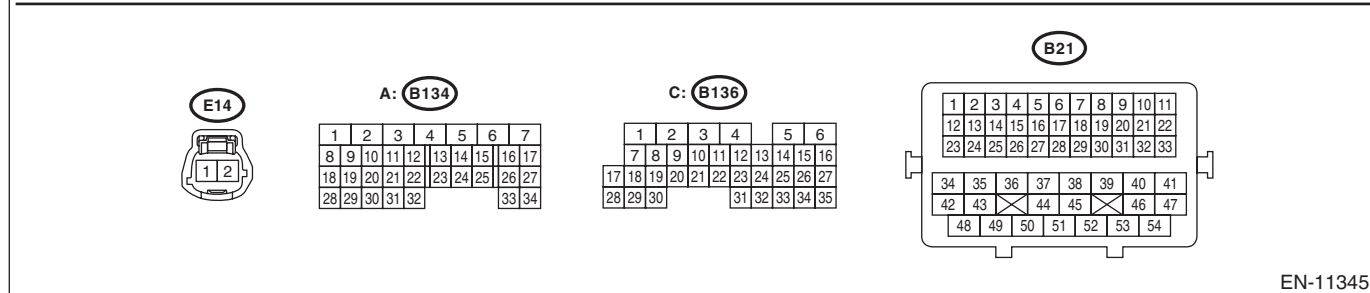 B21
E14
A: B134
C: B136
1 2
1 2 3 4 5 6 7
8 9 10 11 12 13 14 15 16 17
18 19 20 21 22 23 24 25 26 27
28 29 30 31 32 33 34
1 2 3 4 5 6
7 8 9 10 11 12 13 14 15 16
17 18 19 20 21 22 23 24 25 26 27
28 29 30 31 32 33 34 35
1 2 3 4 5 6 7 8 9 10 11
12 13 14 15 16 17 18 19 20 21 22
23 24 25 26 27 28 29 30 31 32 33
34 35 36 37 38 39 40 41
42 43 44 45 46 47
48 49 50 51 52 53 54
EN-11345